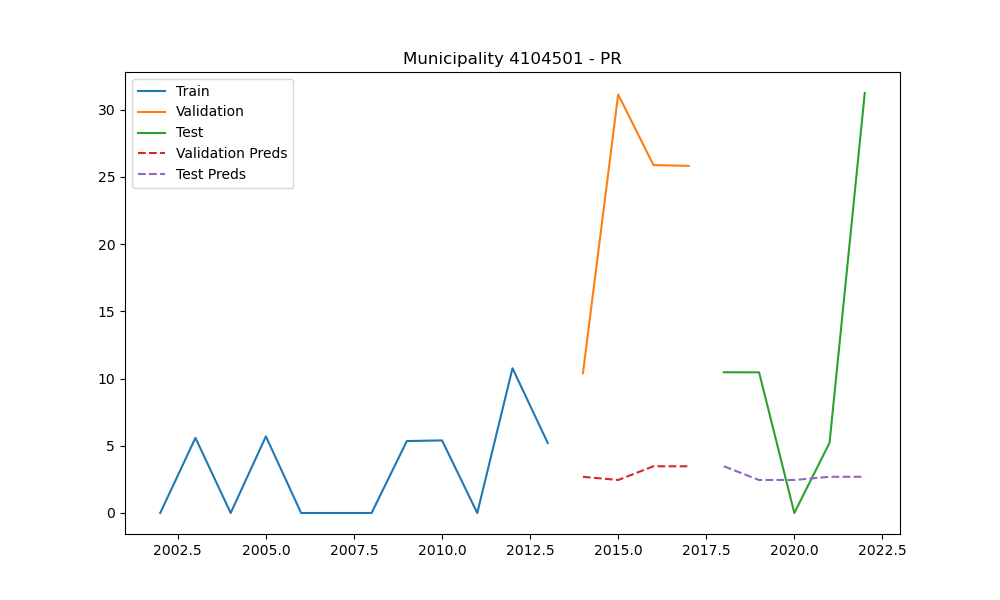 Municipality 4104501 - PR
Train
Validation
Test
Validation Preds
Test Preds
30
25
20
15
10
5
0
2002.5 2005.0 2007.5 2010.0 2012.5 2015.0 2017.5 2020.0 2022.5